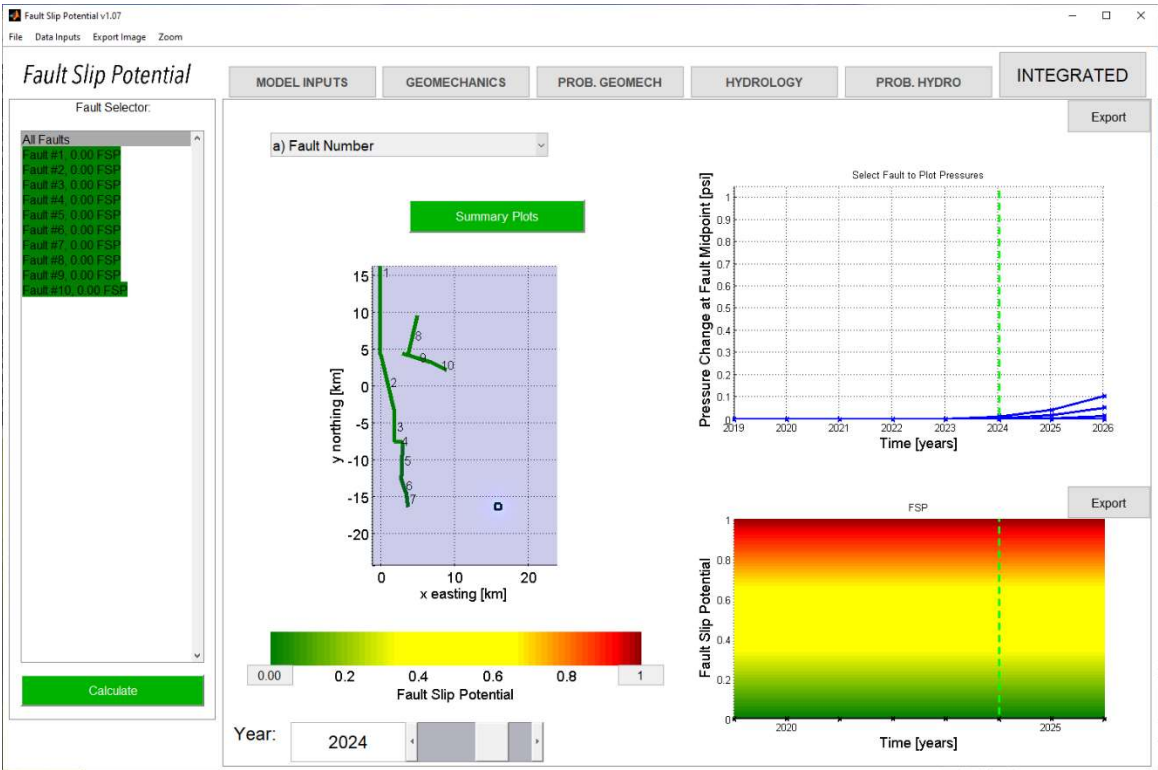 Fault Slip Potential v1.07
File Data Inputs Export Image Zoom
Fault Slip Potential
MODEL INPUTS GEOMECHANICS PROB. GEOMECH HYDROLOGY PROB. HYDRO INTEGRATED
Fault Selector:
All Faults
Fault #1, 0.00 FSP
Fault #2, 0.00 FSP
Fault #3, 0.00 FSP
Fault #4, 0.00 FSP
Fault #5, 0.00 FSP
Fault #6, 0.00 FSP
Fault #7, 0.00 FSP
Fault #8, 0.00 FSP
Fault #9, 0.00 FSP
Fault #10, 0.00 FSP
Calculate
Export
a) Fault Number
Summary Plots
y northing [km]
15
10
5
0
-5
-10
-15
-20
1
8
9
10
2
3
4
5
6
7
0 10 20
x easting [km]
0.00 0.2 0.4 0.6 0.8 1
Fault Slip Potential
Year: 2024
Select Fault to Plot Pressures
Pressure Change at Fault Midpoint [psi]
1
0.9
0.8
0.7
0.6
0.5
0.4
0.3
0.2
0.1
0
2019 2020 2021 2022 2023 2024 2025 2026
Time [years]
Export
FSP
Fault Slip Potential
1
0.8
0.6
0.4
0.2
0
2020 2025
Time [years]